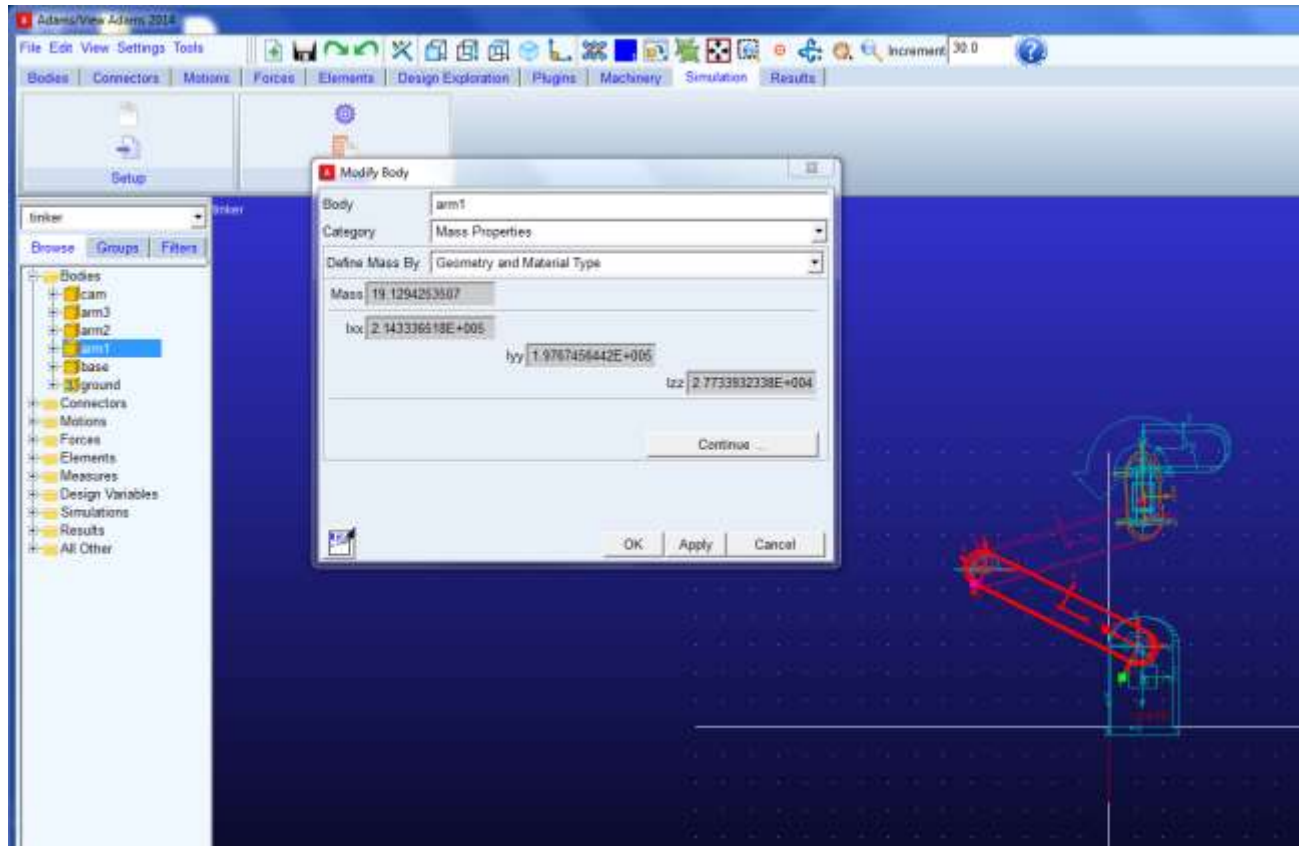 Adams/View Adams 2014
File Edit View Settings Tools
Increment 30.0
Bodies Connectors Motions Forces Elements Design Exploration Plugins Machinery Simulation Results
Setup
Modify Body
Body arm1
Category Mass Properties
Define Mass By Geometry and Material Type
Mass 19.1294253507
Ixx 2.143336518E+005
Iyy 1.9767456442E+005
Izz 2.7733932338E+004
Continue ...
OK Apply Cancel
tinker
tinker
Browse Groups Filters
Bodies
cam
arm3
arm2
arm1
base
ground
Connectors
Motions
Forces
Elements
Measures
Design Variables
Simulations
Results
All Other